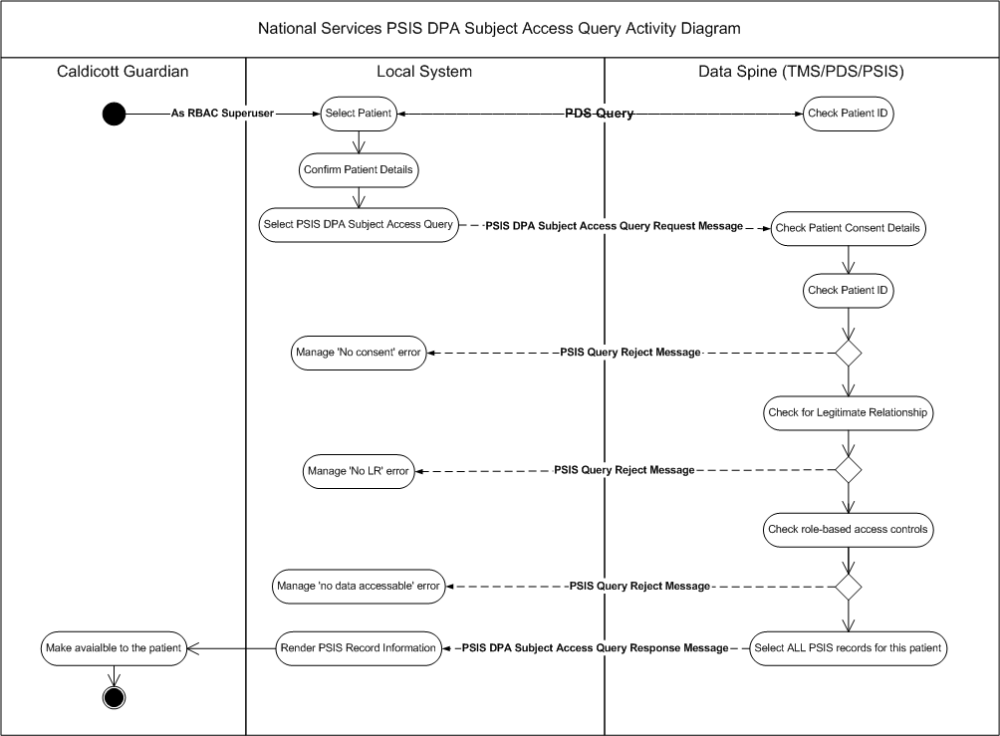 National Services PSIS DPA Subject Access Query Activity Diagram
Caldicott Guardian
Local System
Data Spine (TMS/PDS/PSIS)
As RBAC Superuser
Select Patient
PDS Query
Check Patient ID
Confirm Patient Details
Select PSIS DPA Subject Access Query
PSIS DPA Subject Access Query Request Message
Check Patient Consent Details
Check Patient ID
Manage 'No consent' error
PSIS Query Reject Message
Check for Legitimate Relationship
Manage 'No LR' error
PSIS Query Reject Message
Check role-based access controls
Manage 'no data accessable' error
PSIS Query Reject Message
Make avaialble to the patient
Render PSIS Record Information
PSIS DPA Subject Access Query Response Message
Select ALL PSIS records for this patient